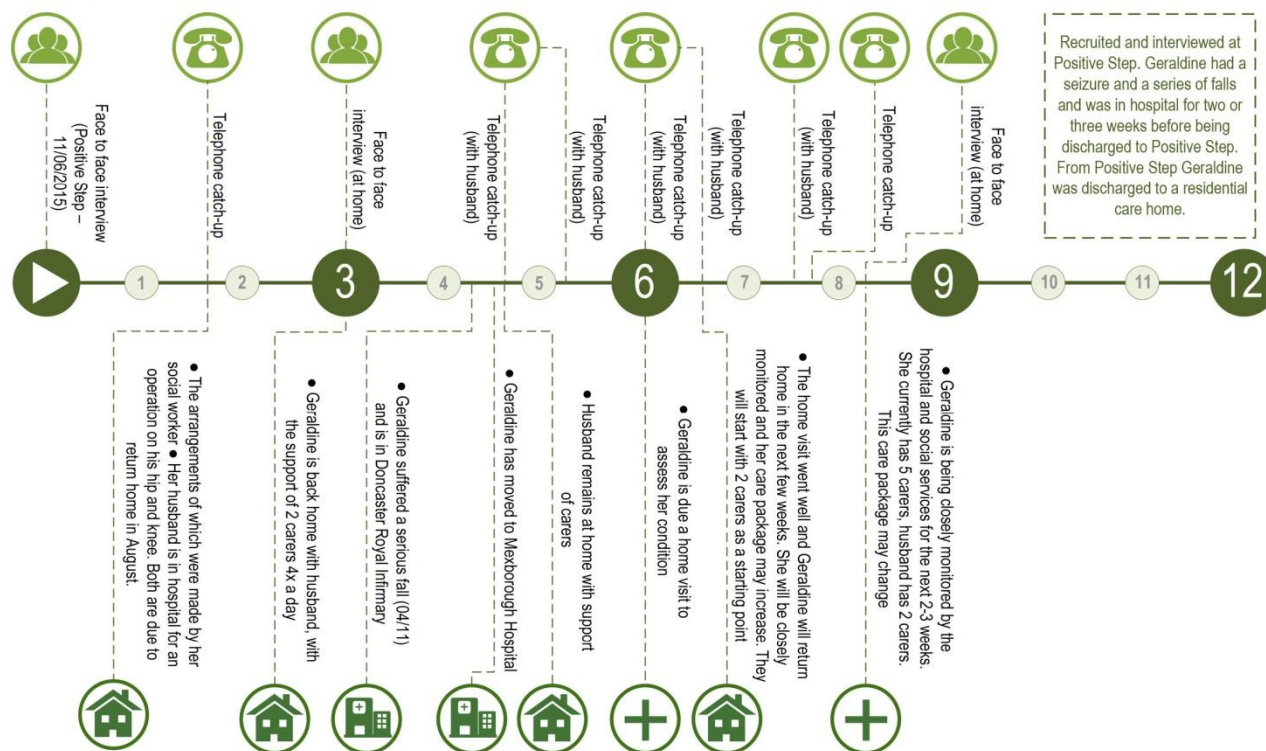 Face to face interview
(Positive Step –
11/06/2015)
Telephone catch-up
Face to face
interview (at home)
Telephone catch-up
(with husband)
Telephone catch-up
(with husband)
Telephone catch-up
(with husband)
Telephone catch-up
(with husband)
Telephone catch-up
(with husband)
Telephone catch-up
(with husband)
Face to face
interview (at home)
Recruited and interviewed at
Positive Step. Geraldine had a
seizure and a series of falls
and was in hospital for two or
three weeks before being
discharged to Positive Step.
From Positive Step Geraldine
was discharged to a residential
care home.
1
2
3
4
5
6
7
8
9
10
11
12
● The arrangements of which were made by her
social worker ● Her husband is in hospital for an
operation on his hip and knee. Both are due to
return home in August.
● Geraldine is back home with husband, with
the support of 2 carers 4x a day
● Geraldine suffered a serious fall (04/11)
and is in Doncaster Royal Infirmary
● Geraldine has moved to Mexborough Hospital
● Husband remains at home with support
of carers
● Geraldine is due a home visit to
assess her condition
● The home visit went well and Geraldine will return
home in the next few weeks. She will be closely
monitored and her care package may increase. They
will start with 2 carers as a starting point
● Geraldine is being closely monitored by the
hospital and social services for the next 2-3 weeks.
She currently has 5 carers, husband has 2 carers.
This care package may change